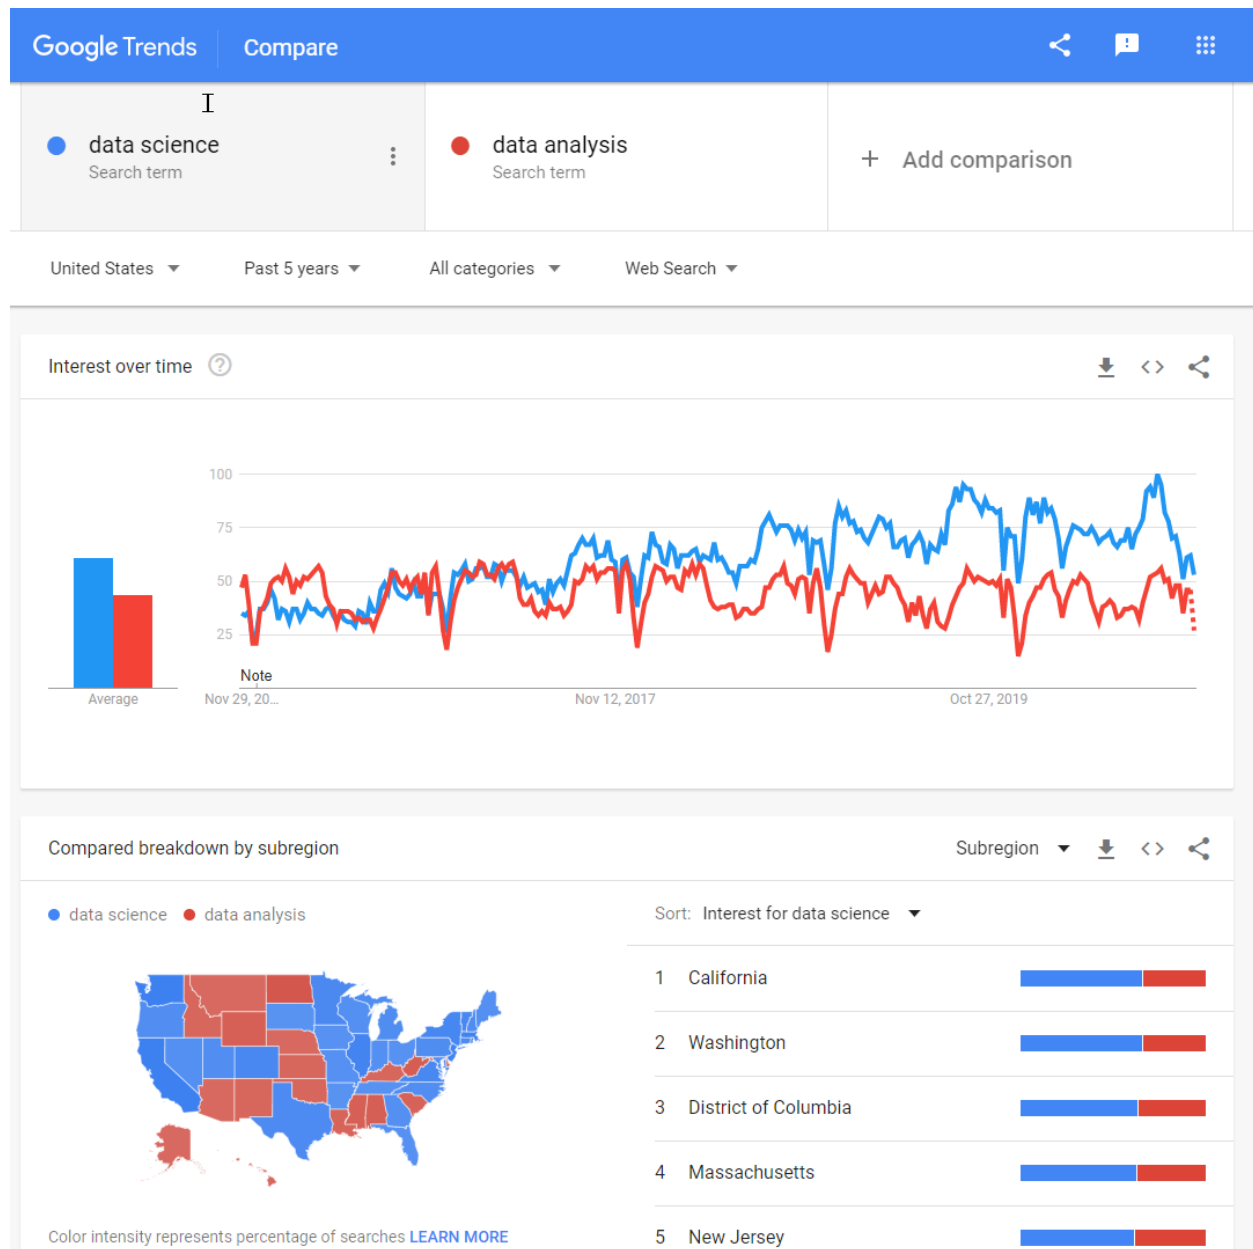 Google Trends Compare
data science
Search term
data analysis
Search term
+ Add comparison
United States Past 5 years All categories Web Search
Interest over time ?
100
75
50
25
Note
Average Nov 29, 20... Nov 12, 2017 Oct 27, 2019
Compared breakdown by subregion Subregion
data science data analysis
Sort: Interest for data science
1 California
2 Washington
3 District of Columbia
4 Massachusetts
5 New Jersey
Color intensity represents percentage of searches LEARN MORE